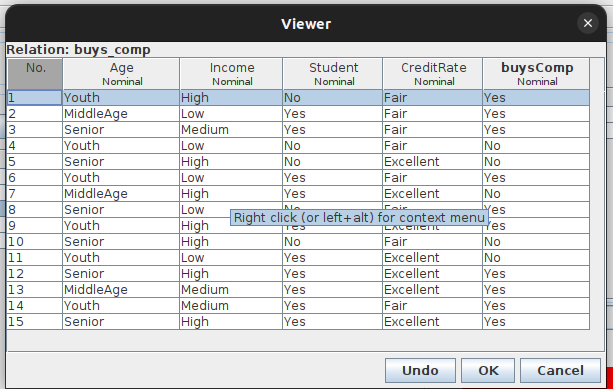 Viewer
Relation: buys_comp
No. Age Income Student CreditRate buysComp
Nominal Nominal Nominal Nominal Nominal
1 Youth High No Fair Yes
2 MiddleAge Low Yes Fair Yes
3 Senior Medium Yes Fair Yes
4 Youth Low No Fair No
5 Senior High No Excellent No
6 Youth Low Yes Fair Yes
7 MiddleAge High Yes Excellent No
8 Senior Low No Fair Yes
Right click (or left+alt) for context menu
9 Youth High Yes Excellent Yes
10 Senior High No Fair No
11 Youth Low Yes Excellent No
12 Senior High Yes Excellent Yes
13 MiddleAge Medium Yes Excellent Yes
14 Youth Medium Yes Fair Yes
15 Senior High Yes Excellent Yes
Undo OK Cancel